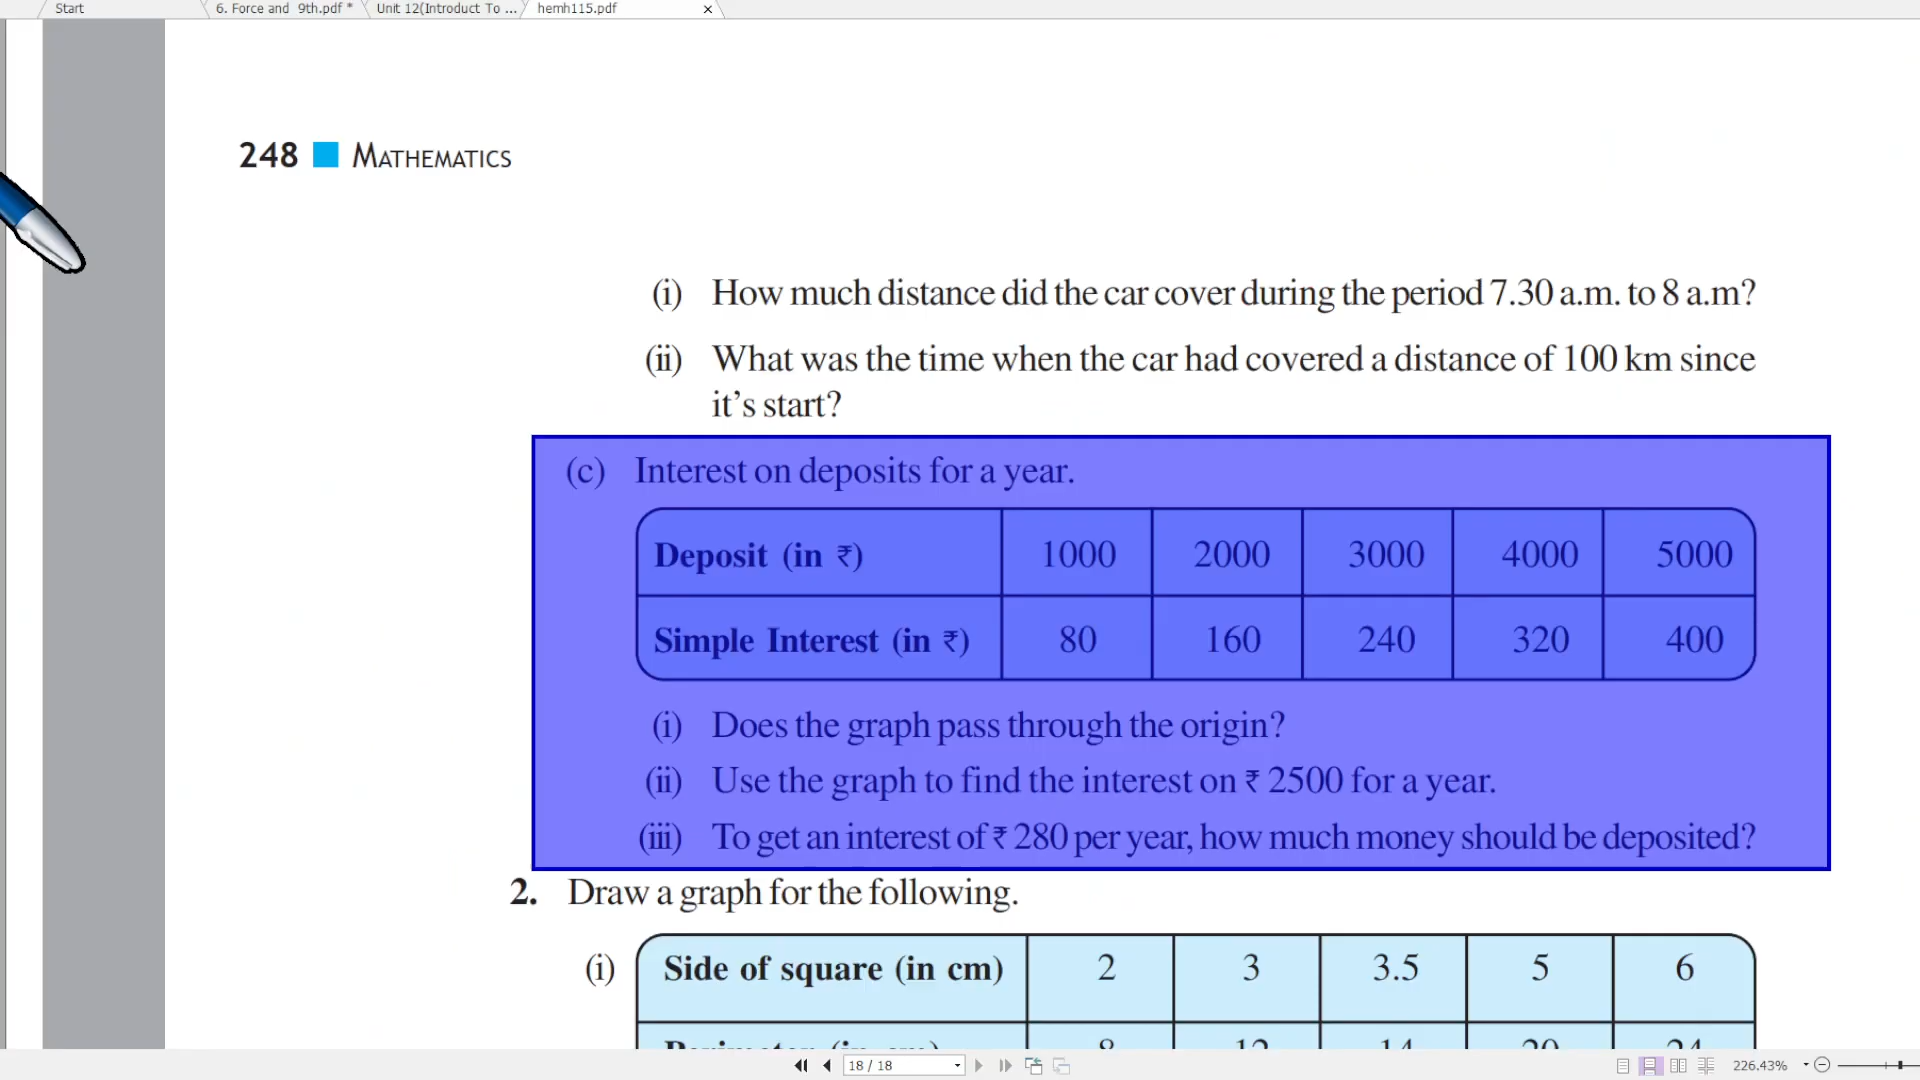 Start
6. Force and 9th.pdf *
Unit 12(Introduct To ...
hemh115.pdf
248 MATHEMATICS
(i) How much distance did the car cover during the period 7.30 a.m. to 8 a.m?
(ii) What was the time when the car had covered a distance of 100 km since
it’s start?
(c) Interest on deposits for a year.
Deposit (in ₹) 1000 2000 3000 4000 5000
Simple Interest (in ₹) 80 160 240 320 400
(i) Does the graph pass through the origin?
(ii) Use the graph to find the interest on ₹ 2500 for a year.
(iii) To get an interest of ₹ 280 per year, how much money should be deposited?
2. Draw a graph for the following.
(i) Side of square (in cm) 2 3 3.5 5 6
18 / 18
226.43%